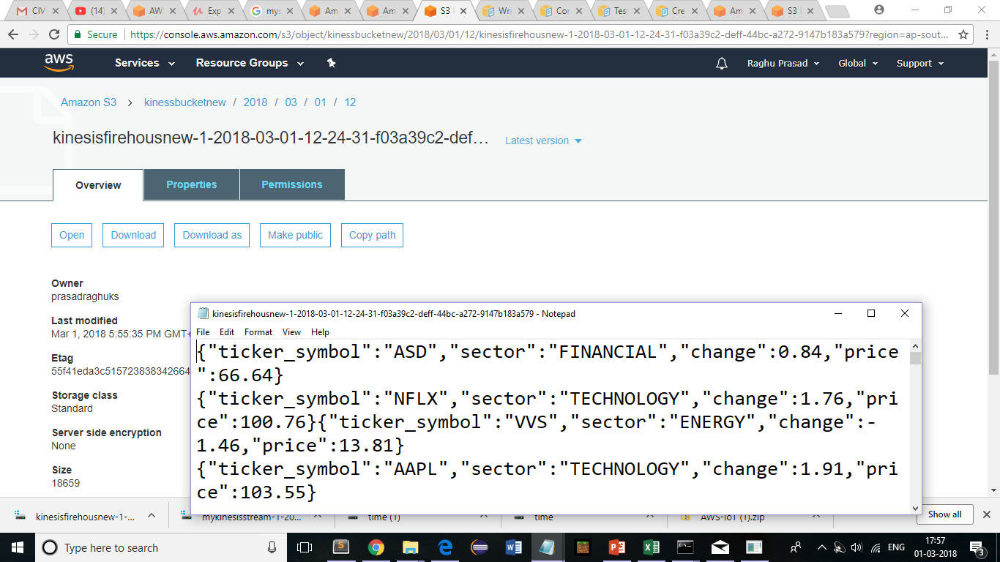 CIV
(14)
AW
Exp
mys
Am
Am
S3
Wri
Cor
Test
Cre
Am
S3
Secure
https://console.aws.amazon.com/s3/object/kinessbucketnew/2018/03/01/12/kinesisfirehousnew-1-2018-03-01-12-24-31-f03a39c2-deff-44bc-a272-9147b183a579?region=ap-sout...
aws Services Resource Groups Raghu Prasad Global Support
Amazon S3 > kinessbucketnew / 2018 / 03 / 01 / 12
kinesisfirehousnew-1-2018-03-01-12-24-31-f03a39c2-def... Latest version
Overview Properties Permissions
Open Download Download as Make public Copy path
Owner
prasadraghuks
Last modified
Mar 1, 2018 5:55:35 PM GMT+
Etag
55f41eda3c515723838342664
Storage class
Standard
Server side encryption
None
Size
18659
kinesisfirehousnew-1-2018-03-01-12-24-31-f03a39c2-deff-44bc-a272-9147b183a579 - Notepad
File Edit Format View Help
{"ticker_symbol":"ASD","sector":"FINANCIAL","change":0.84,"price
":66.64}
{"ticker_symbol":"NFLX","sector":"TECHNOLOGY","change":1.76,"pri
ce":100.76}{"ticker_symbol":"VVS","sector":"ENERGY","change":-
1.46,"price":13.81}
{"ticker_symbol":"AAPL","sector":"TECHNOLOGY","change":1.91,"pri
ce":103.55}
kinesisfirehousnew-1-... mykinesisstream-1-20... time (1) time AWS-IoT (1).zip Show all
Type here to search
ENG
17:57
01-03-2018
3